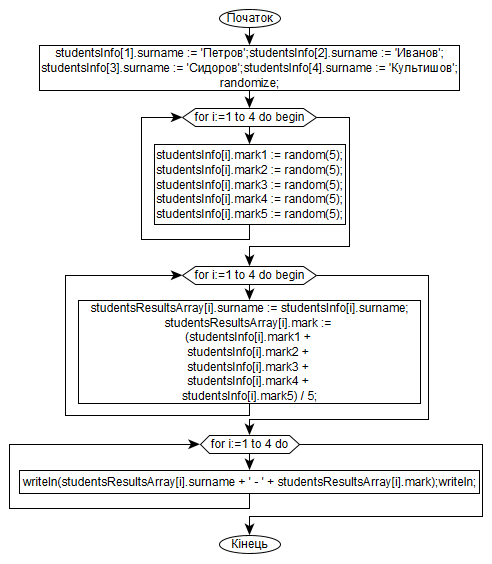 Початок
studentsInfo[1].surname := 'Петров';studentsInfo[2].surname := 'Иванов';
studentsInfo[3].surname := 'Сидоров';studentsInfo[4].surname := 'Культишов';
randomize;
for i:=1 to 4 do begin
studentsInfo[i].mark1 := random(5);
studentsInfo[i].mark2 := random(5);
studentsInfo[i].mark3 := random(5);
studentsInfo[i].mark4 := random(5);
studentsInfo[i].mark5 := random(5);
for i:=1 to 4 do begin
studentsResultsArray[i].surname := studentsInfo[i].surname;
studentsResultsArray[i].mark :=
(studentsInfo[i].mark1 +
studentsInfo[i].mark2 +
studentsInfo[i].mark3 +
studentsInfo[i].mark4 +
studentsInfo[i].mark5) / 5;
for i:=1 to 4 do
writeln(studentsResultsArray[i].surname + ' - ' + studentsResultsArray[i].mark);writeln;
Кінець